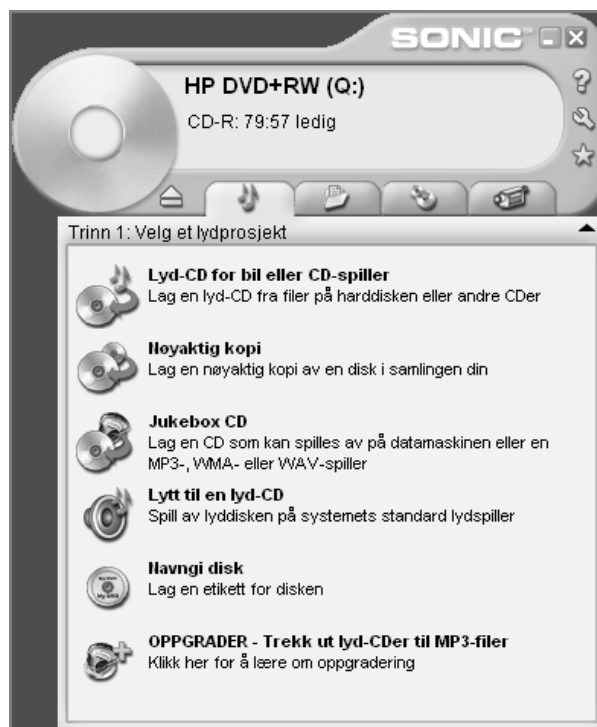 SONIC™
HP DVD+RW (Q:)
CD-R: 79:57 ledig
Trinn 1: Velg et lydprosjekt
Lyd-CD for bil eller CD-spiller
Lag en lyd-CD fra filer på harddisken eller andre CDer
Nøyaktig kopi
Lag en nøyaktig kopi av en disk i samlingen din
Jukebox CD
Lag en CD som kan spilles av på datamaskinen eller en
MP3-, WMA- eller WAV-spiller
Lytt til en lyd-CD
Spill av lyddisken på systemets standard lydspiller
Navngi disk
Lag en etikett for disken
OPPGRADER - Trekk ut lyd-CDer til MP3-filer
Klikk her for å lære om oppgradering